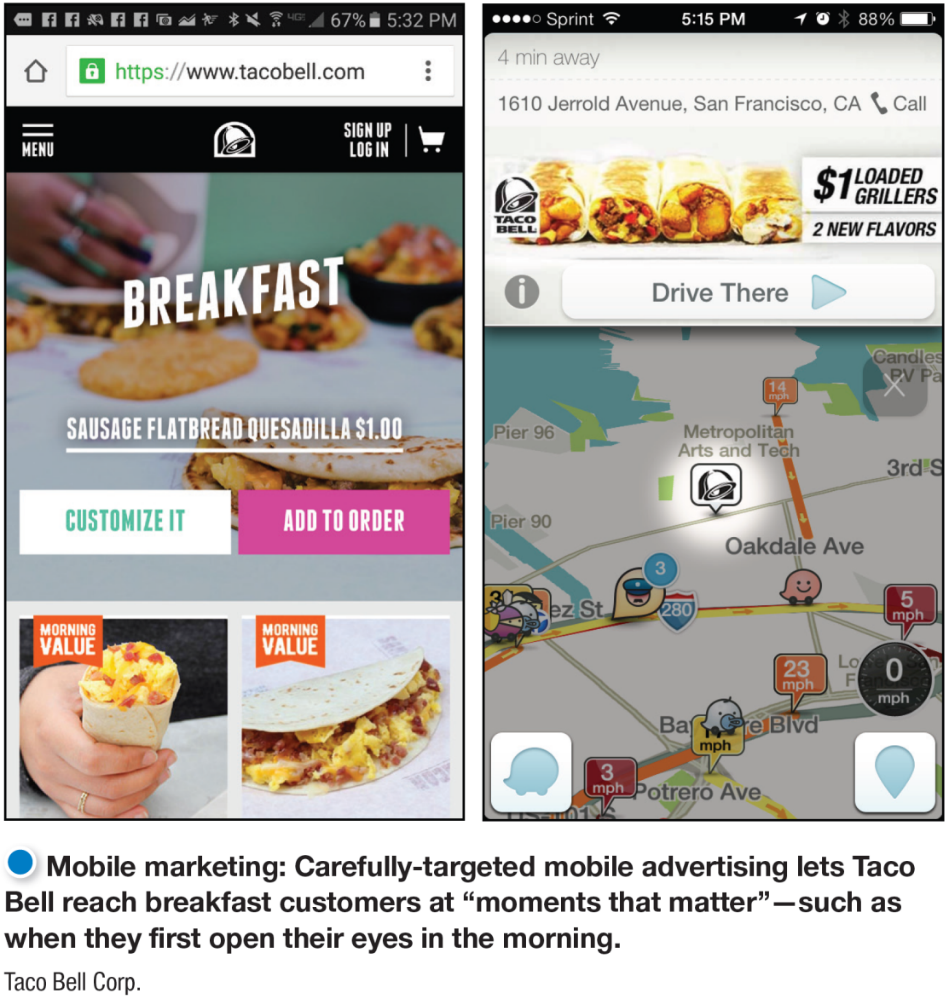 4G 67% 5:32 PM
https://www.tacobell.com
MENU
SIGN UP
LOG IN
BREAKFAST
SAUSAGE FLATBREAD QUESADILLA $1.00
CUSTOMIZE IT
ADD TO ORDER
MORNING
VALUE
MORNING
VALUE
Sprint 5:15 PM 88%
4 min away
1610 Jerrold Avenue, San Francisco, CA Call
TACO
BELL
$1 LOADED
GRILLERS
2 NEW FLAVORS
Drive There
Candles
RV Pa
14
mph
Pier 96
Metropolitan
Arts and Tech
3rd S
Pier 90
Oakdale Ave
3
ez St
280
5
mph
23
mph
0
mph
Ba re Blvd
mph
3
mph
Potrero Ave
US-101 S
Mobile marketing: Carefully-targeted mobile advertising lets Taco
Bell reach breakfast customers at “moments that matter”—such as
when they first open their eyes in the morning.
Taco Bell Corp.